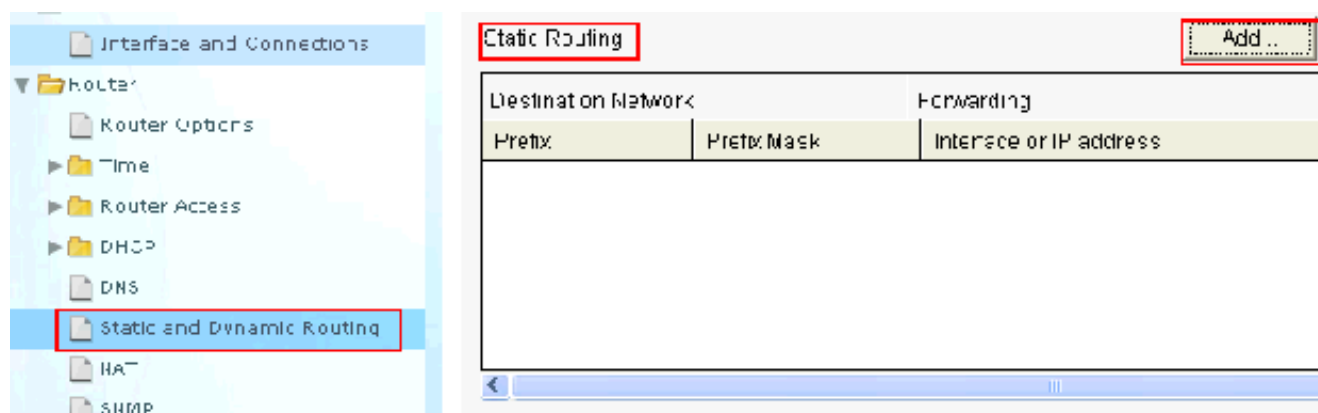 Interface and Connections
Router
Router Options
Time
Router Access
DHCP
DNS
Static and Dynamic Routing
NAT
SNMP
Static Routing
Add...
Destination Network
Forwarding
Prefix
Prefix Mask
Interface or IP address